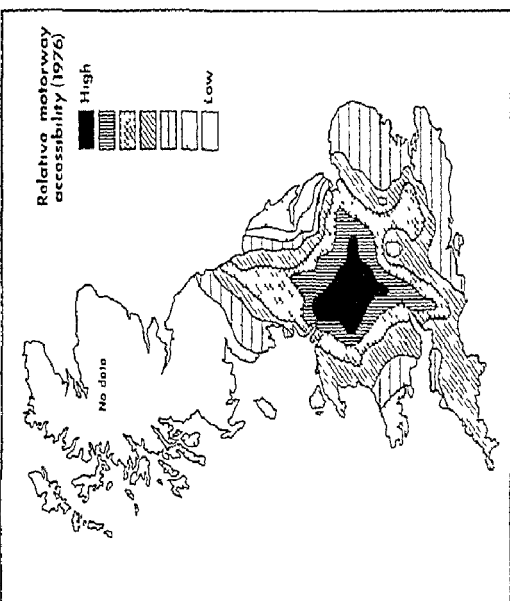 Relative motorway
accessibility (1976)
High
Low
No data